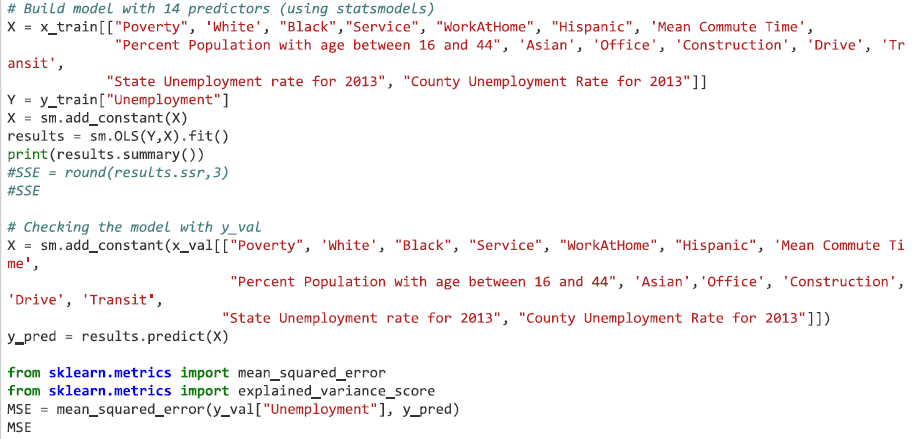 # Build model with 14 predictors (using statsmodels)
X = x_train[["Poverty", 'White', "Black","Service", "WorkAtHome", "Hispanic", 'Mean Commute Time',
"Percent Population with age between 16 and 44", 'Asian', 'Office', 'Construction', 'Drive', 'Tr
ansit',
"State Unemployment rate for 2013", "County Unemployment Rate for 2013"]]
Y = y_train["Unemployment"]
X = sm.add_constant(X)
results = sm.OLS(Y,X).fit()
print(results.summary())
#SSE = round(results.ssr,3)
#SSE
# Checking the model with y_val
X = sm.add_constant(x_val[["Poverty", 'White', "Black", "Service", "WorkAtHome", "Hispanic", 'Mean Commute Ti
me',
"Percent Population with age between 16 and 44", 'Asian','Office', 'Construction',
'Drive', 'Transit',
"State Unemployment rate for 2013", "County Unemployment Rate for 2013"]])
y_pred = results.predict(X)
from sklearn.metrics import mean_squared_error
from sklearn.metrics import explained_variance_score
MSE = mean_squared_error(y_val["Unemployment"], y_pred)
MSE